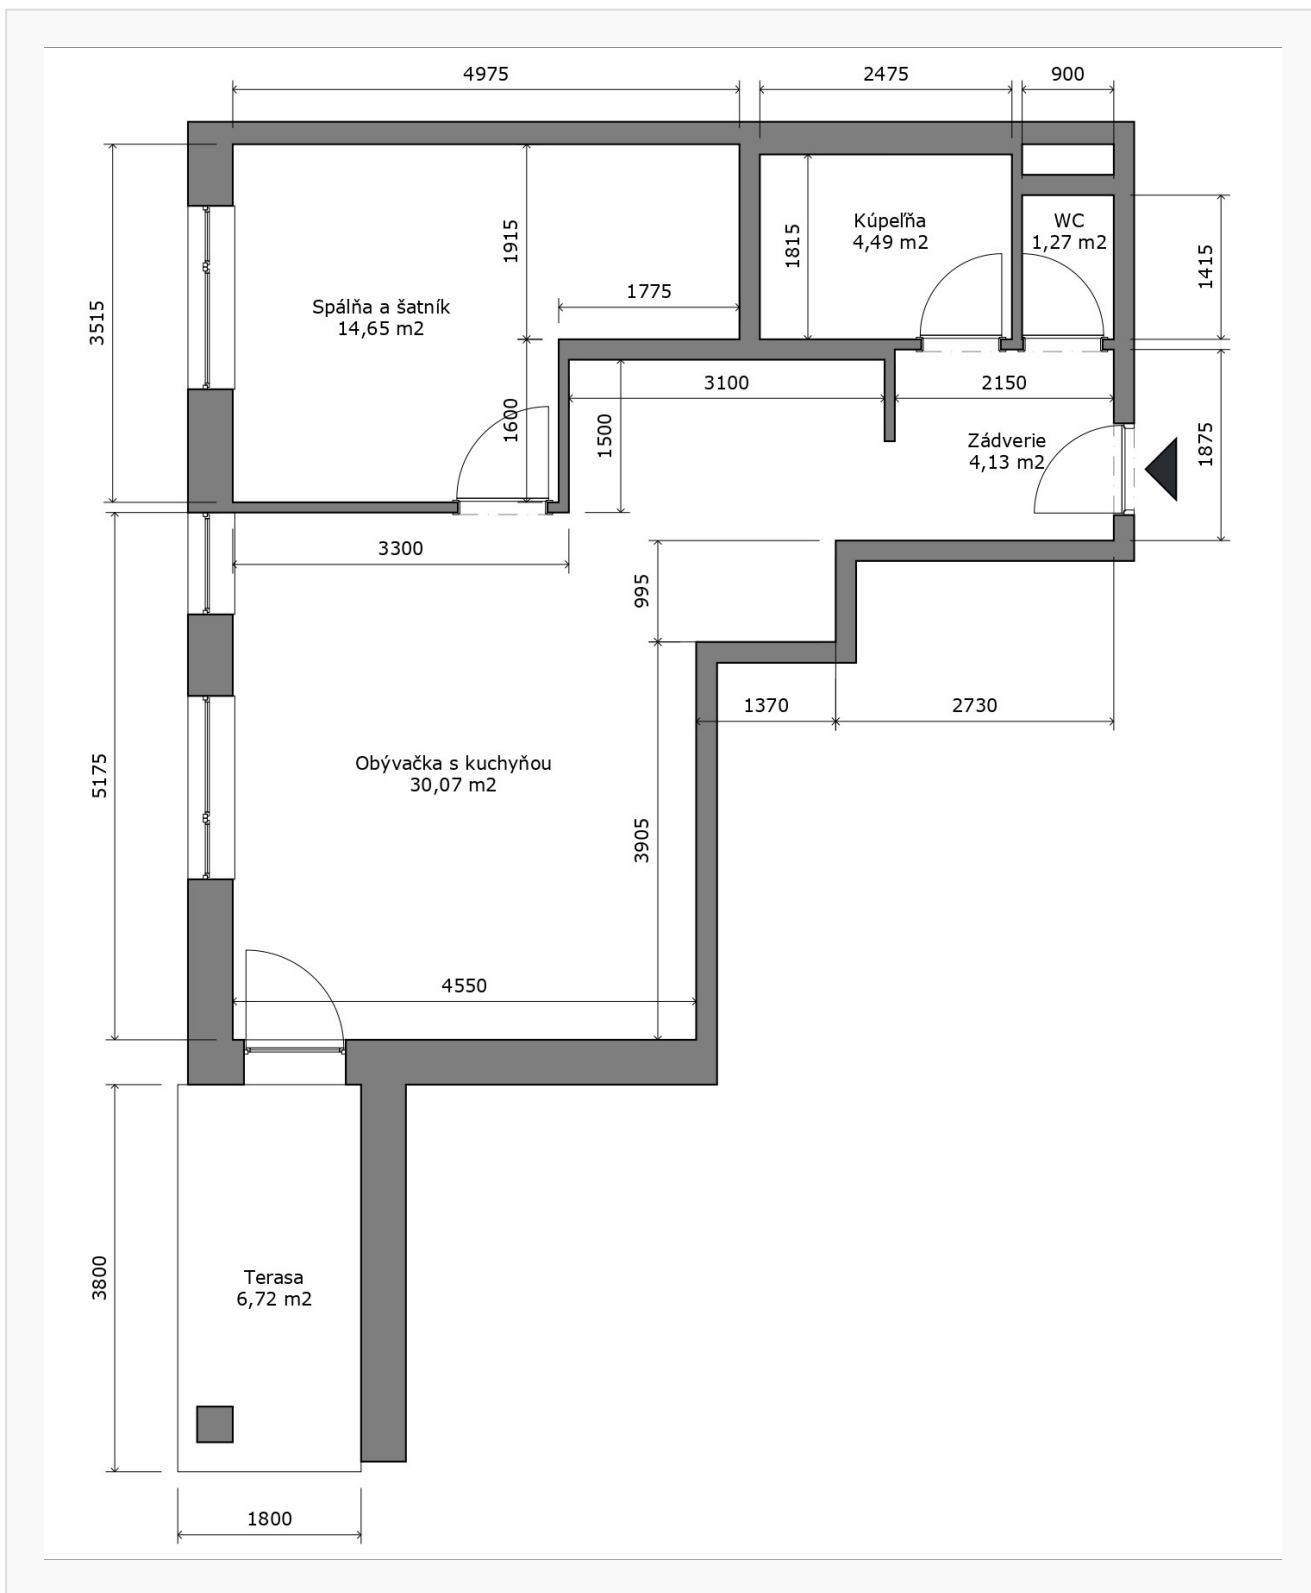 4975
2475
900
3515
1915
1775
1815
Kúpeľňa
4,49 m2
WC
1,27 m2
1415
Spálňa a šatník
14,65 m2
1600
1500
3100
2150
Zádverie
4,13 m2
1875
3300
995
1370
2730
5175
Obývačka s kuchyňou
30,07 m2
3905
4550
3800
Terasa
6,72 m2
1800